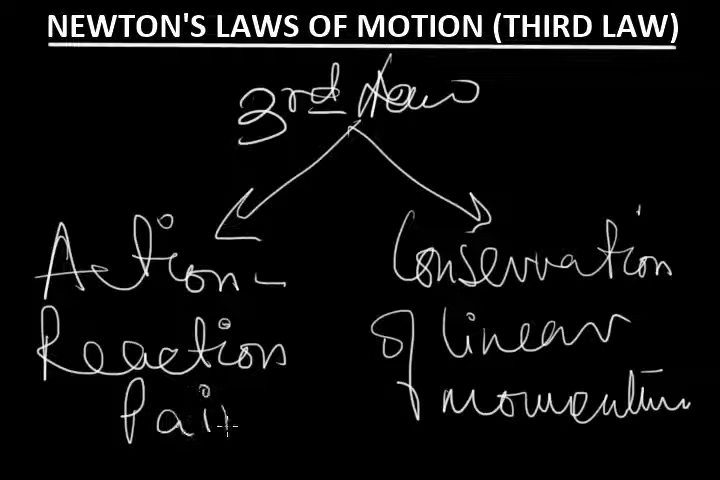 NEWTON'S LAWS OF MOTION (THIRD LAW)
3rd Law
Action -
Reaction
Pair
Conservation
of linear
momentum